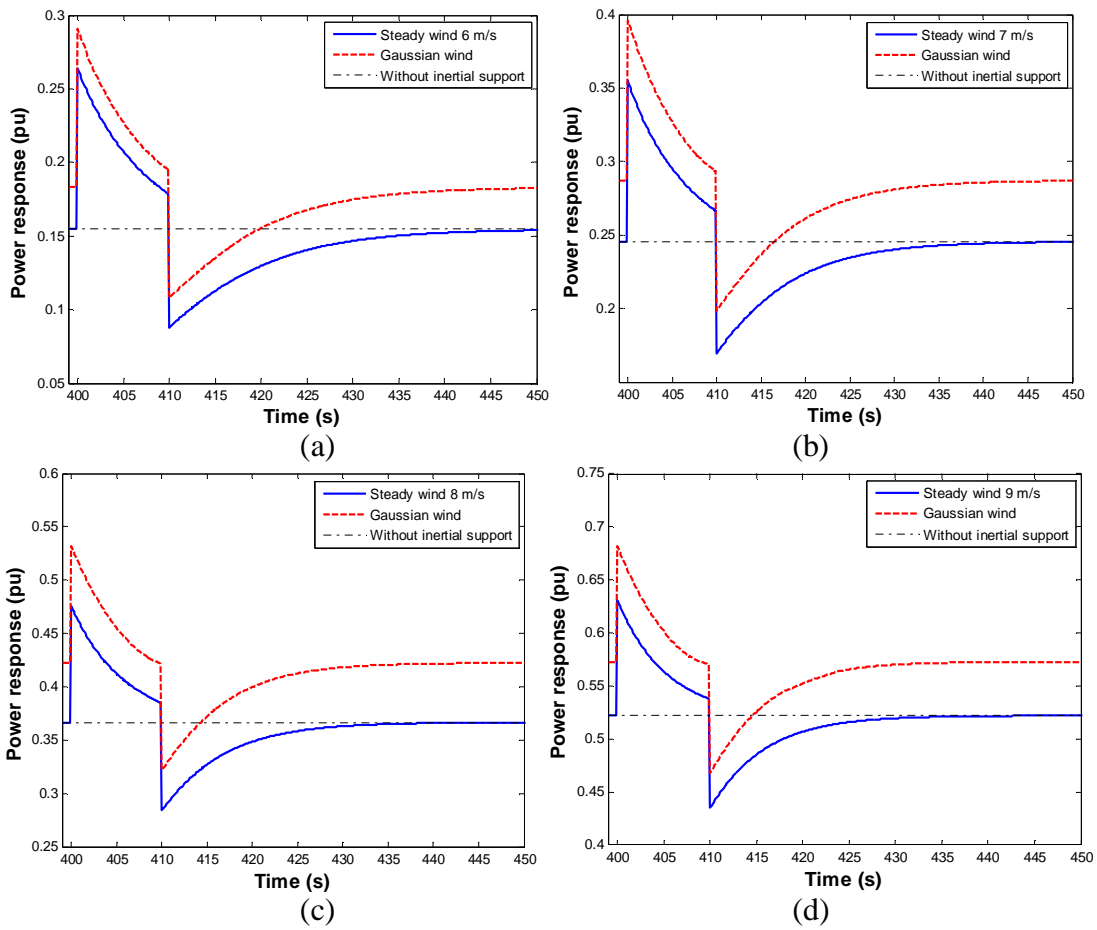 0.3
0.25
0.2
0.15
0.1
0.05
Power response (pu)
Steady wind 6 m/s
Gaussian wind
Without inertial support
400 405 410 415 420 425 430 435 440 445 450
Time (s)
(a)
0.4
0.35
0.3
0.25
0.2
Power response (pu)
Steady wind 7 m/s
Gaussian wind
Without inertial support
400 405 410 415 420 425 430 435 440 445 450
Time (s)
(b)
0.6
0.55
0.5
0.45
0.4
0.35
0.3
0.25
Power response (pu)
Steady wind 8 m/s
Gaussian wind
Without inertial support
400 405 410 415 420 425 430 435 440 445 450
Time (s)
(c)
0.75
0.7
0.65
0.6
0.55
0.5
0.45
0.4
Power response (pu)
Steady wind 9 m/s
Gaussian wind
Without inertial support
400 405 410 415 420 425 430 435 440 445 450
Time (s)
(d)